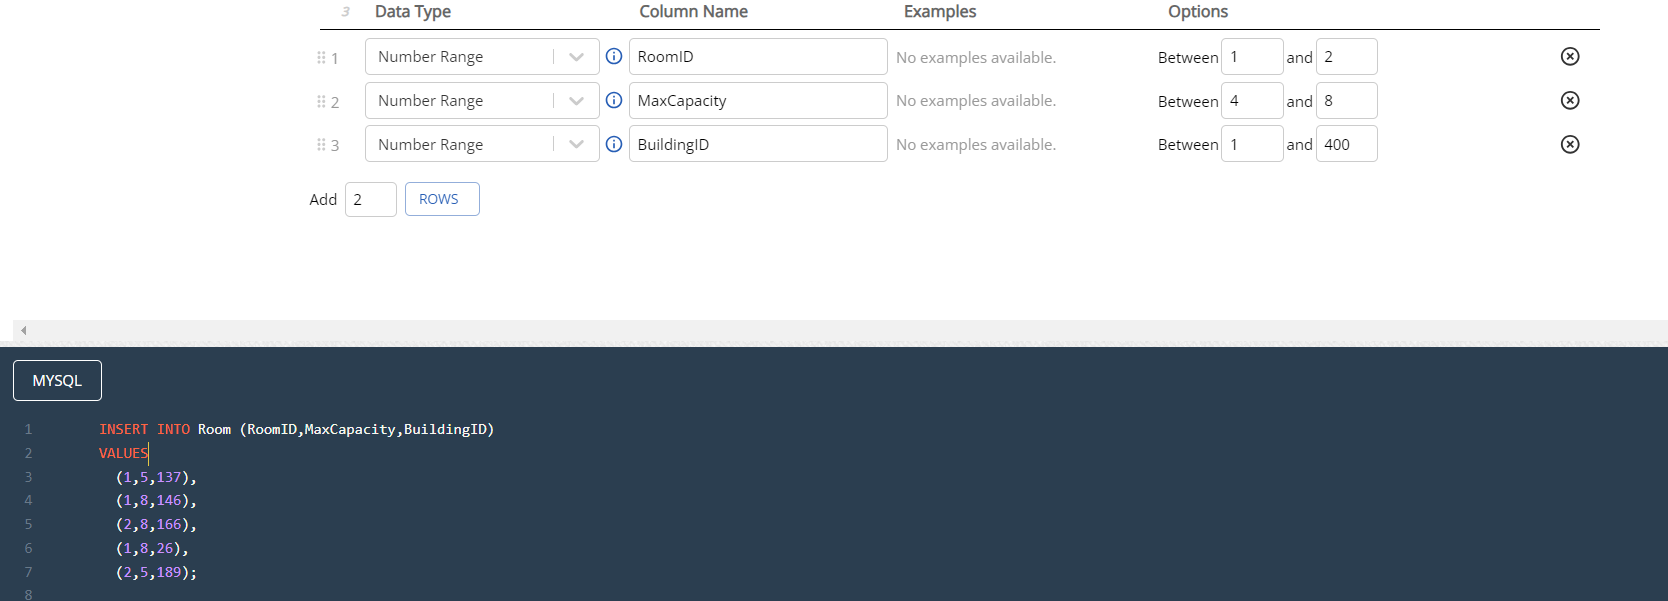 3 Data Type Column Name Examples Options
1 Number Range RoomID No examples available. Between 1 and 2
2 Number Range MaxCapacity No examples available. Between 4 and 8
3 Number Range BuildingID No examples available. Between 1 and 400
Add 2 ROWS
MYSQL
1 INSERT INTO Room (RoomID,MaxCapacity,BuildingID)
2 VALUES
3 (1,5,137),
4 (1,8,146),
5 (2,8,166),
6 (1,8,26),
7 (2,5,189);
8